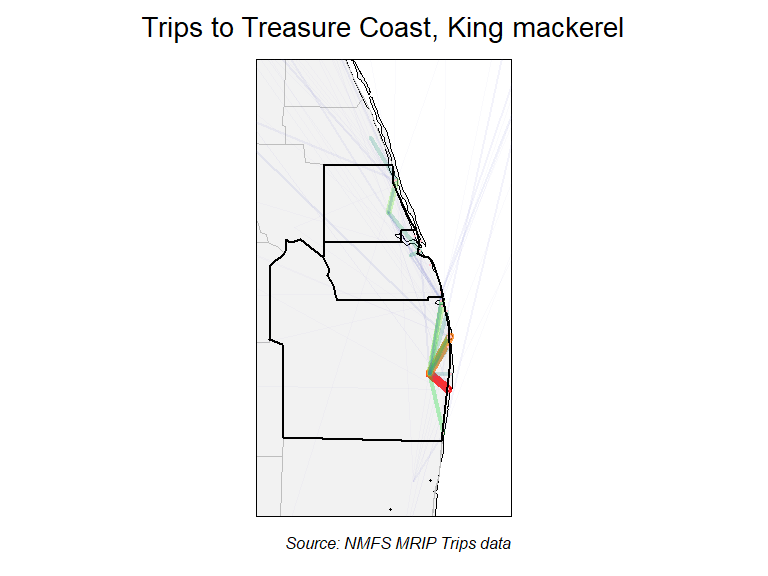 Trips to Treasure Coast, King mackerel
Source: NMFS MRIP Trips data